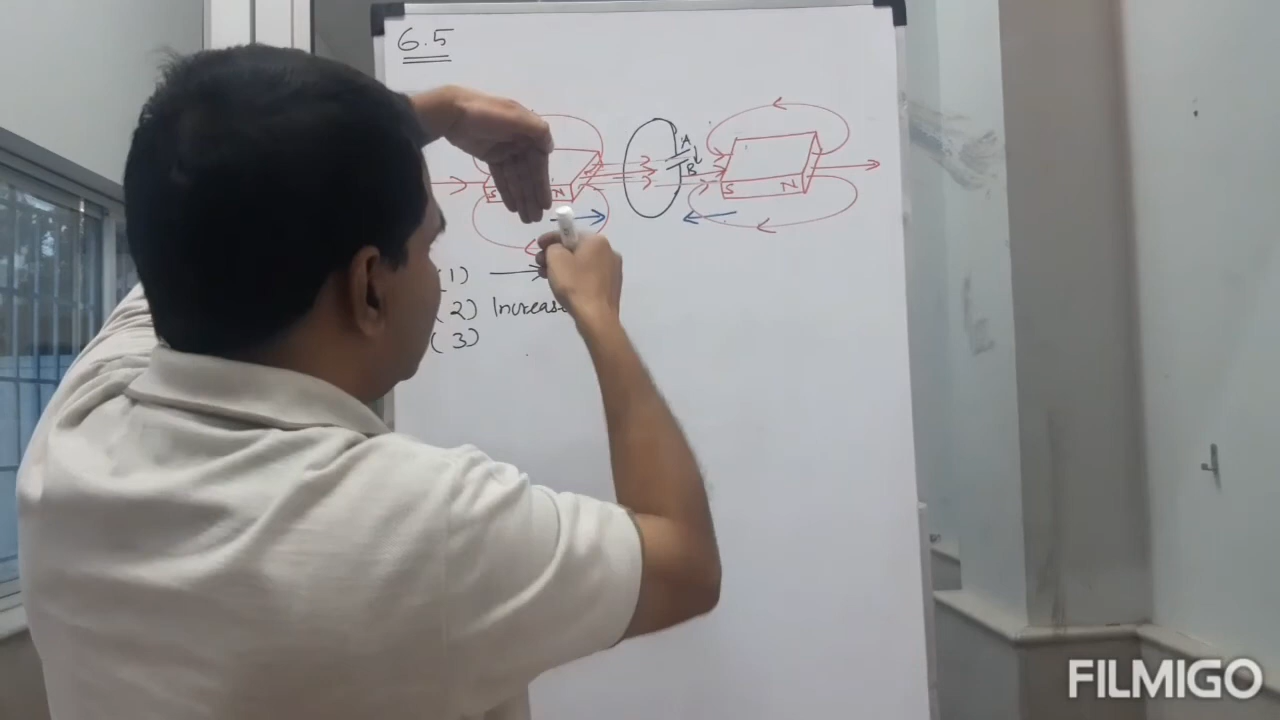 6.5
A
B
S N S N
(1) →
(2) Increas
(3)
FILMIGO